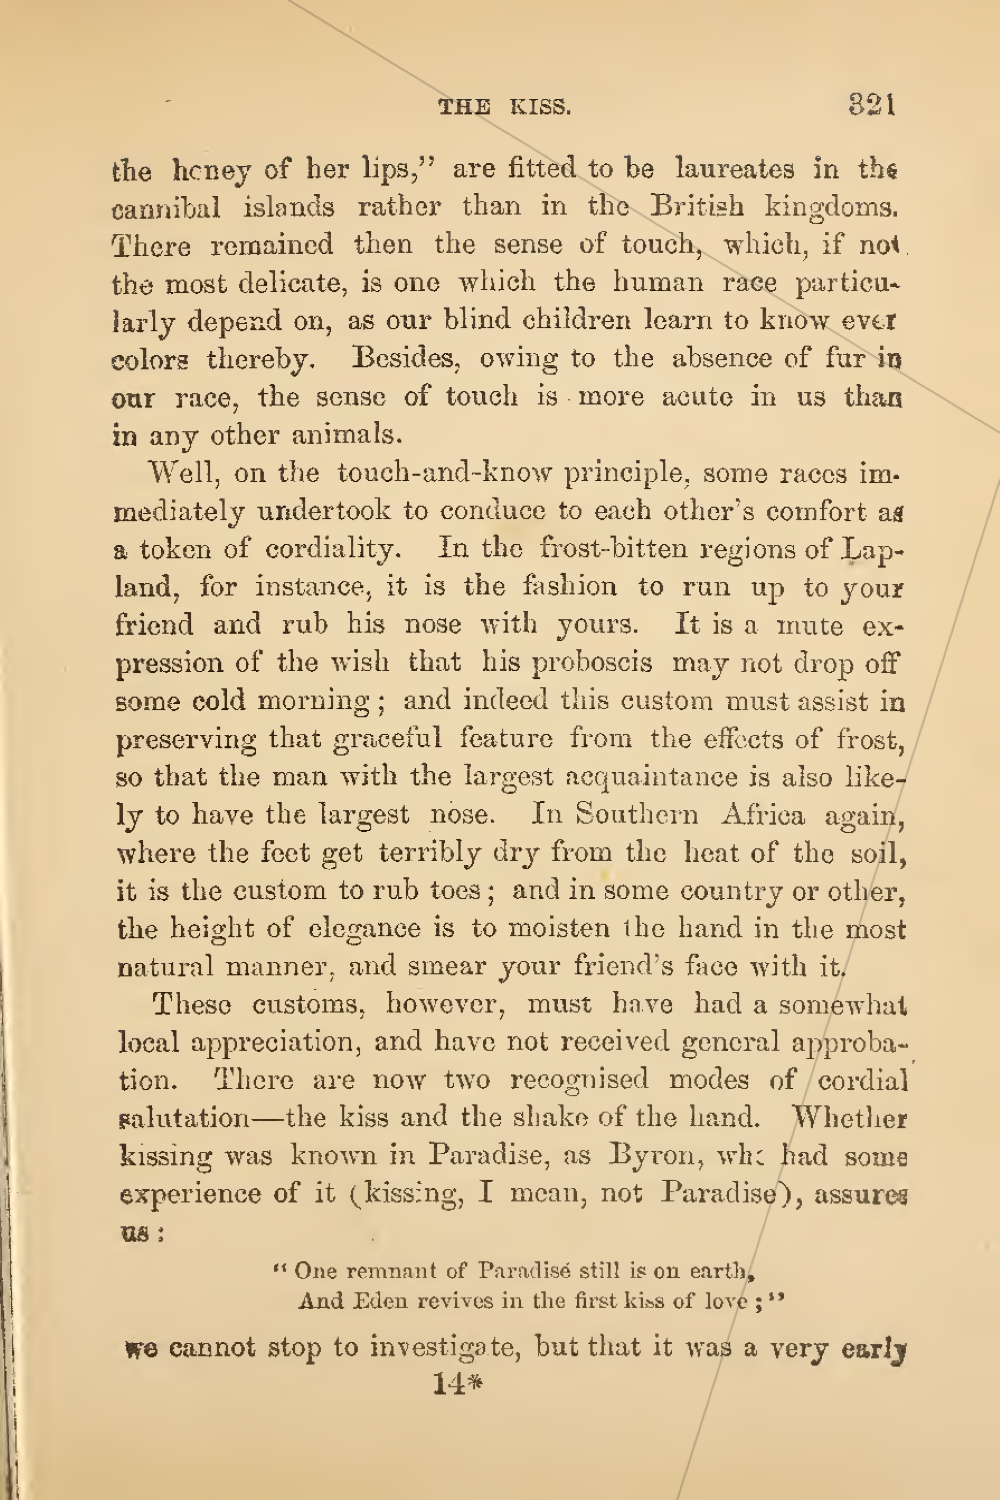 THE KISS. 321
the honey of her lips,” are fitted to be laureates in the
cannibal islands rather than in the British kingdoms.
There remained then the sense of touch, which, if not
the most delicate, is one which the human race particu-
larly depend on, as our blind children learn to know ever
colors thereby. Besides, owing to the absence of fur in
our race, the sense of touch is more acute in us than
in any other animals.
Well, on the touch-and-know principle, some races im-
mediately undertook to conduce to each other’s comfort as
a token of cordiality. In the frost-bitten regions of Lap-
land, for instance, it is the fashion to run up to your
friend and rub his nose with yours. It is a mute ex-
pression of the wish that his proboscis may not drop off
some cold morning; and indeed this custom must assist in
preserving that graceful feature from the effects of frost,
so that the man with the largest acquaintance is also like-
ly to have the largest nose. In Southern Africa again,
where the feet get terribly dry from the heat of the soil,
it is the custom to rub toes; and in some country or other,
the height of elegance is to moisten the hand in the most
natural manner, and smear your friend’s face with it.
These customs, however, must have had a somewhat
local appreciation, and have not received general approba-
tion. There are now two recognised modes of cordial
salutation—the kiss and the shake of the hand. Whether
kissing was known in Paradise, as Byron, who had some
experience of it (kissing, I mean, not Paradise), assures
us:
“One remnant of Paradise still is on earth,
And Eden revives in the first kiss of love;”
we cannot stop to investigate, but that it was a very early
14*